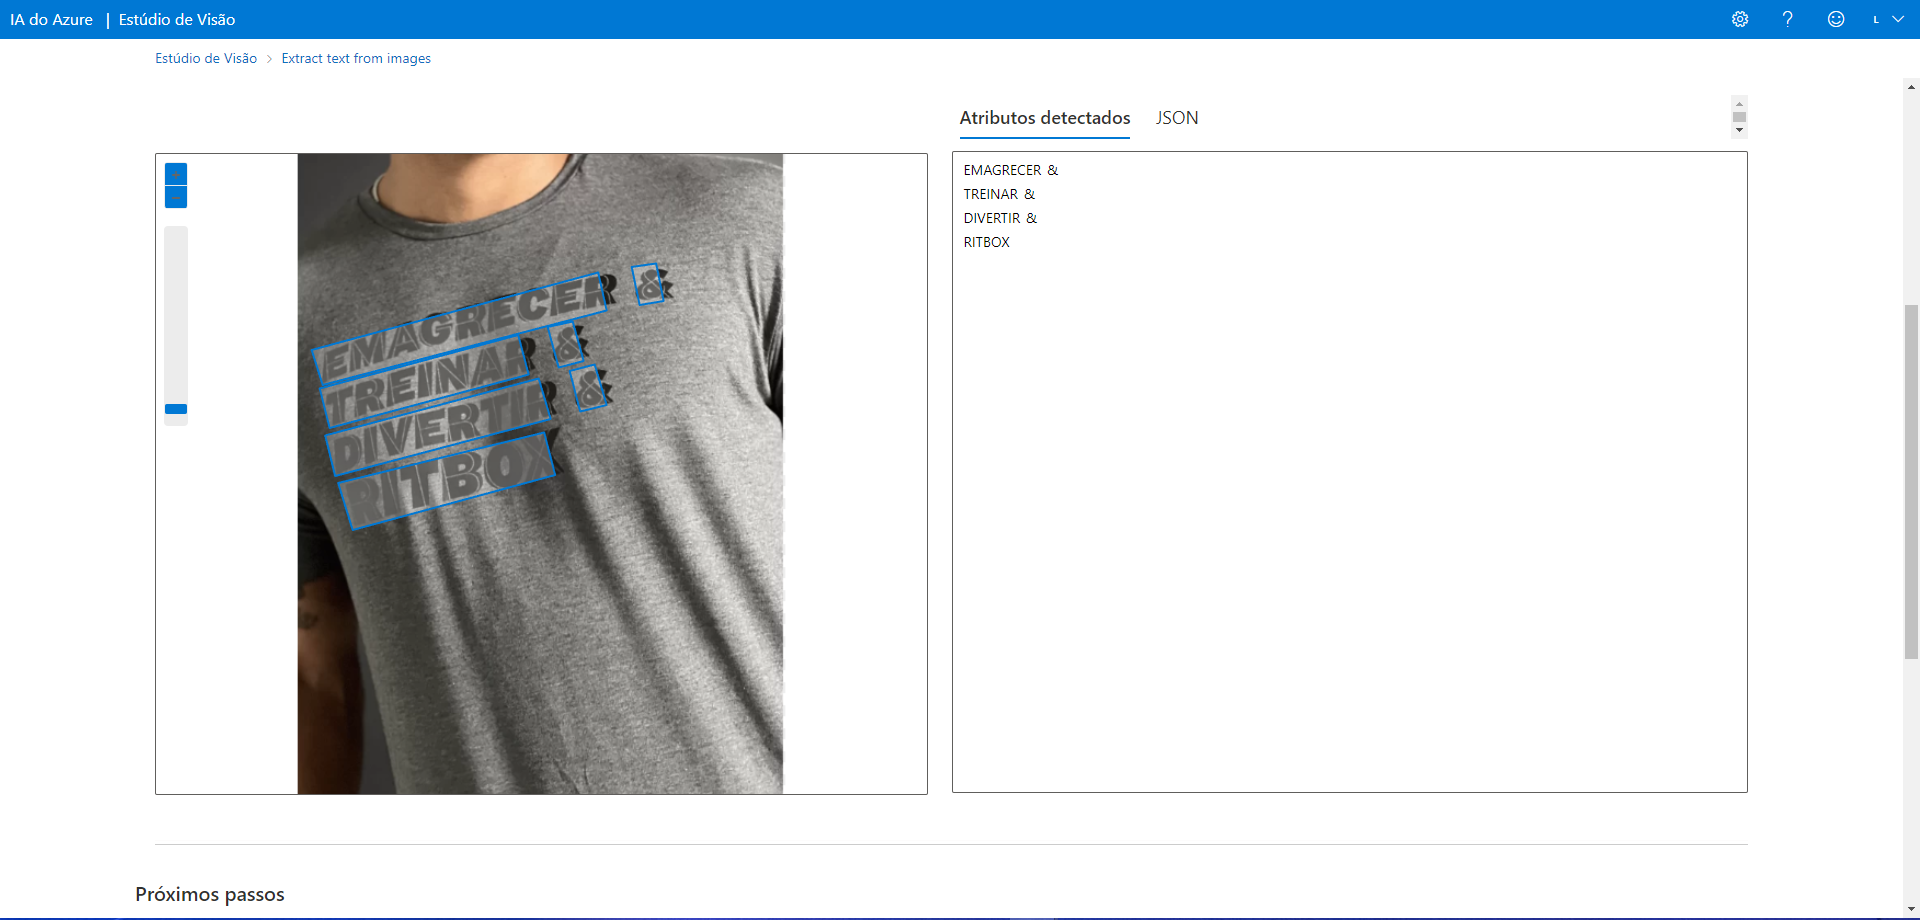 IA do Azure | Estúdio de Visão
L
Estúdio de Visão > Extract text from images
Atributos detectados JSON
EMAGRECER &
TREINAR &
DIVERTIR &
RITBOX
EMAGRECER &
TREINAR &
DIVERTIR &
RITBOX
Próximos passos